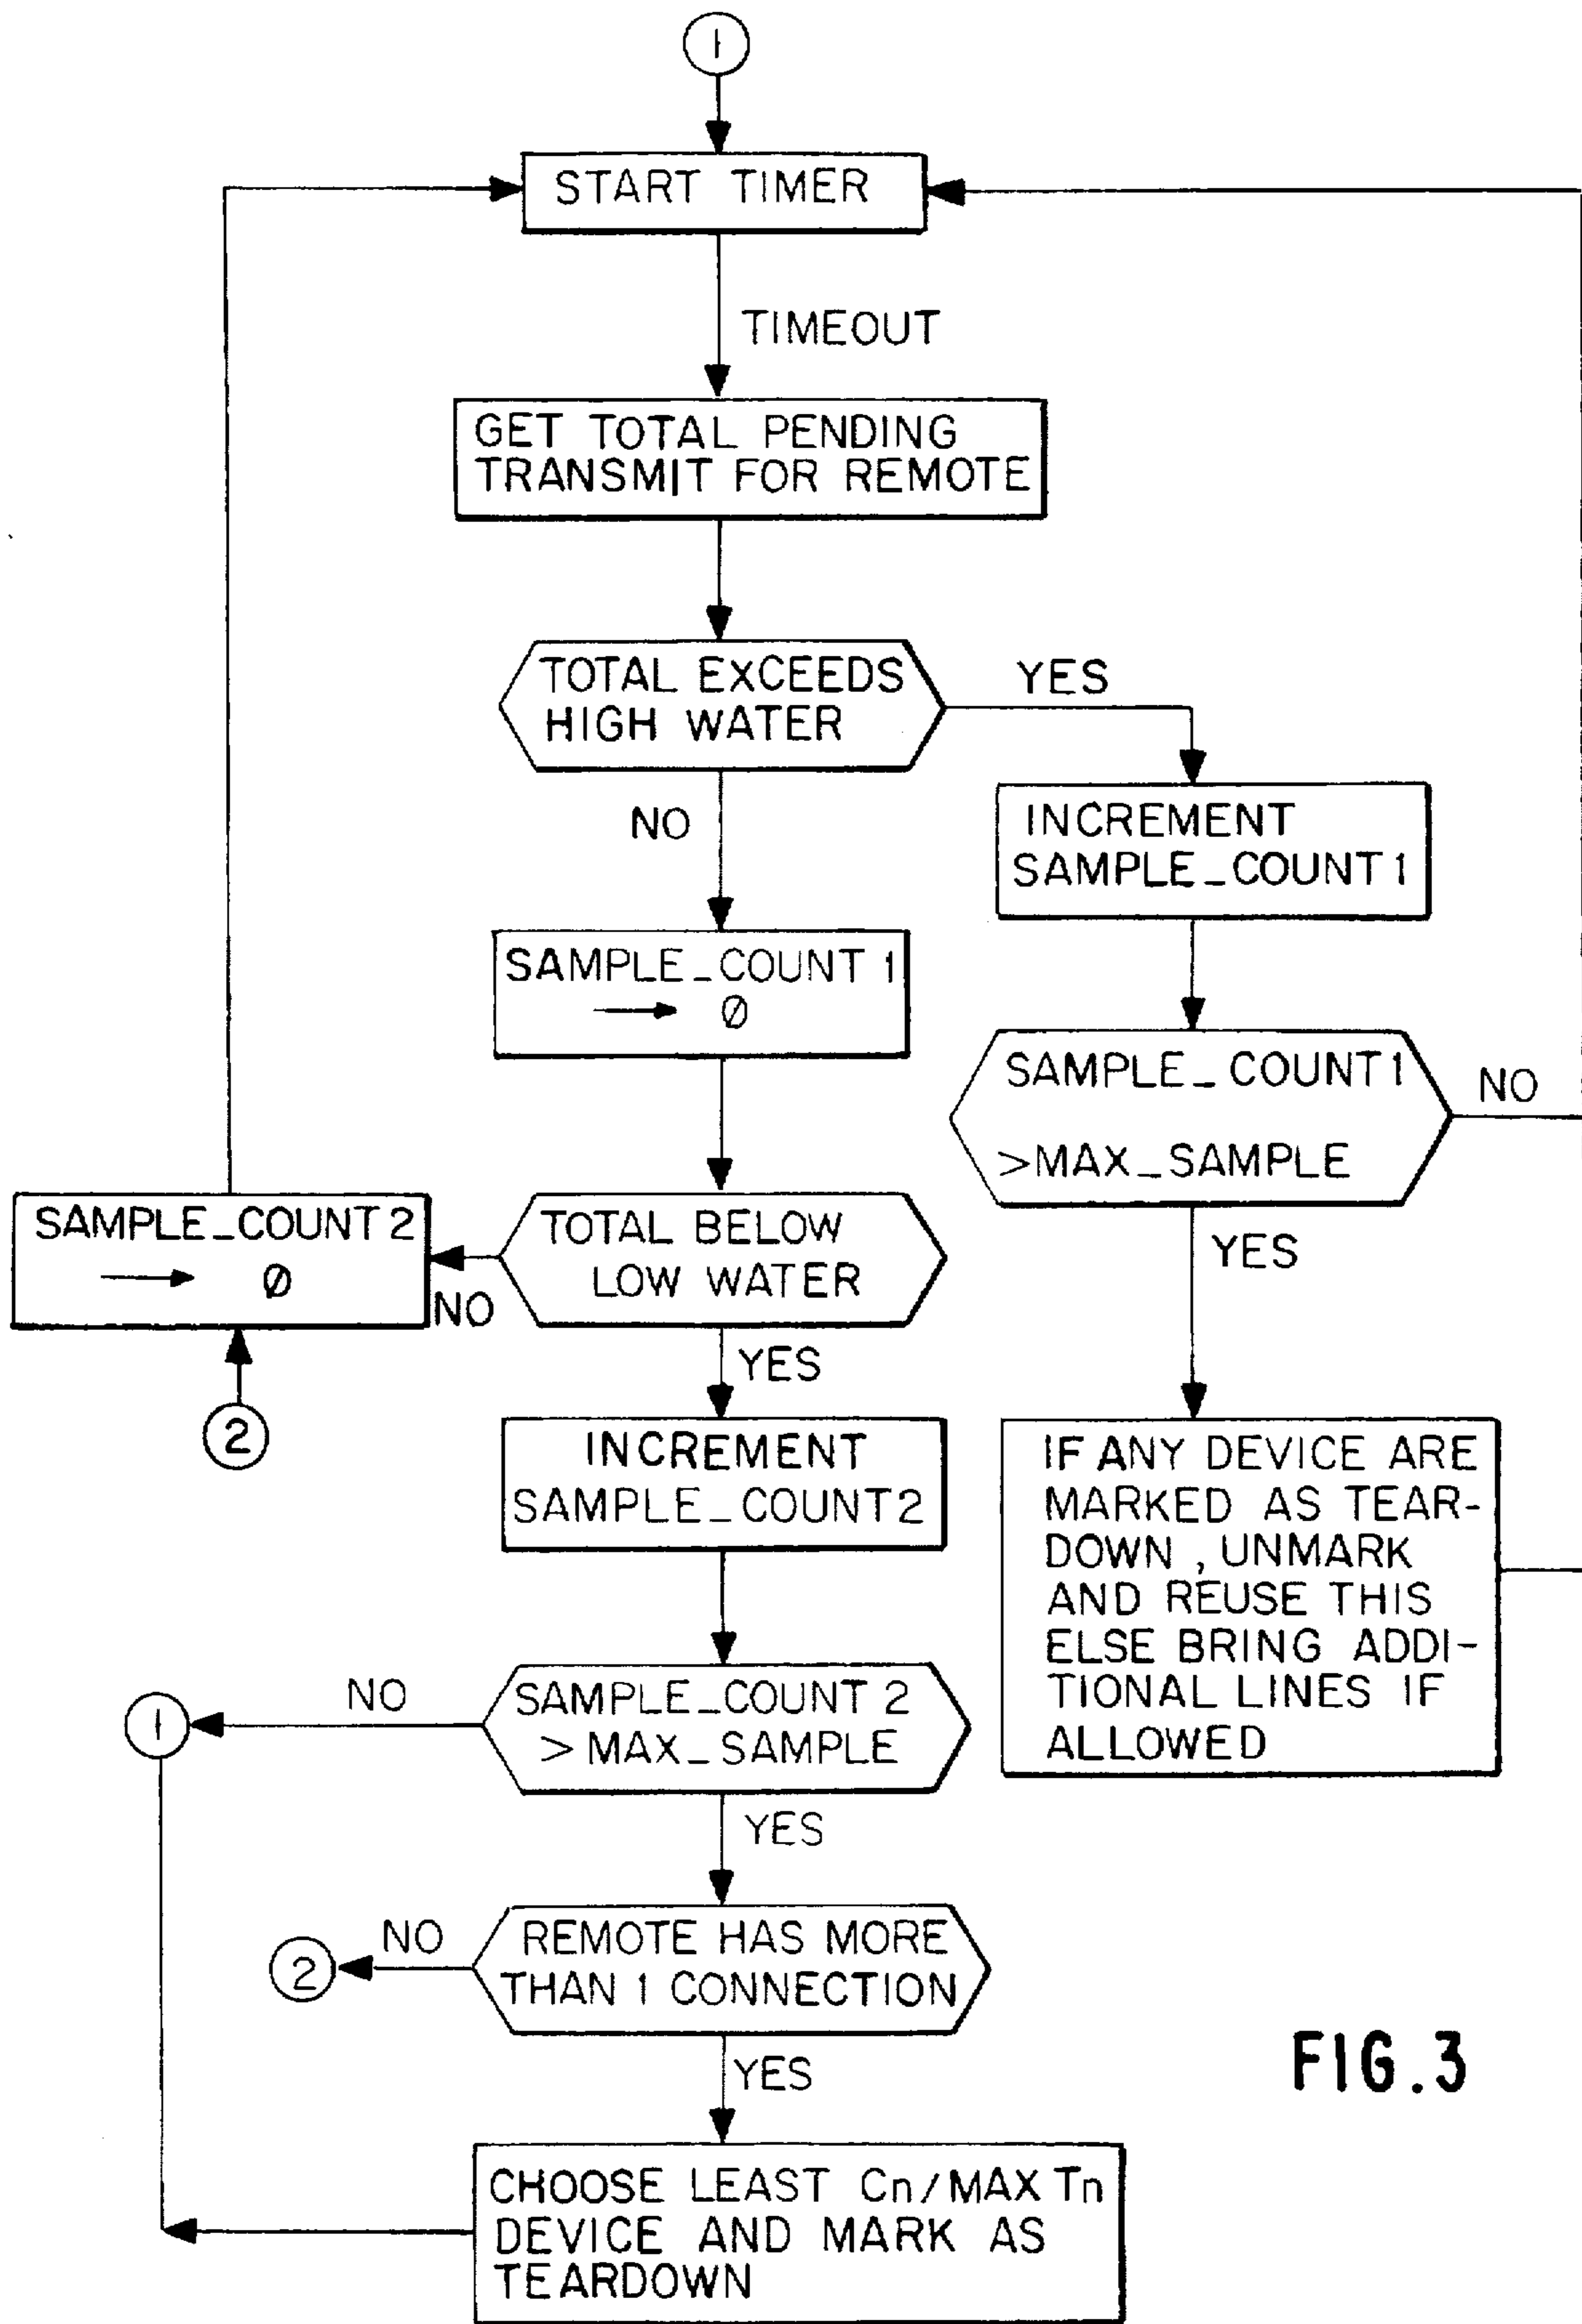 1
START TIMER
TIMEOUT
GET TOTAL PENDING
TRANSMIT FOR REMOTE
TOTAL EXCEEDS
HIGH WATER
YES
NO
INCREMENT
SAMPLE_COUNT 1
SAMPLE_COUNT 1
→ 0
SAMPLE_COUNT 1
>MAX_SAMPLE
NO
YES
SAMPLE_COUNT 2
→ 0
NO
TOTAL BELOW
LOW WATER
YES
2
INCREMENT
SAMPLE_COUNT 2
IF ANY DEVICE ARE
MARKED AS TEAR-
DOWN, UNMARK
AND REUSE THIS
ELSE BRING ADDI-
TIONAL LINES IF
ALLOWED
1
NO
SAMPLE_COUNT 2
> MAX_SAMPLE
YES
2
NO
REMOTE HAS MORE
THAN 1 CONNECTION
YES
CHOOSE LEAST Cn/MAX Tn
DEVICE AND MARK AS
TEARDOWN
FIG.3